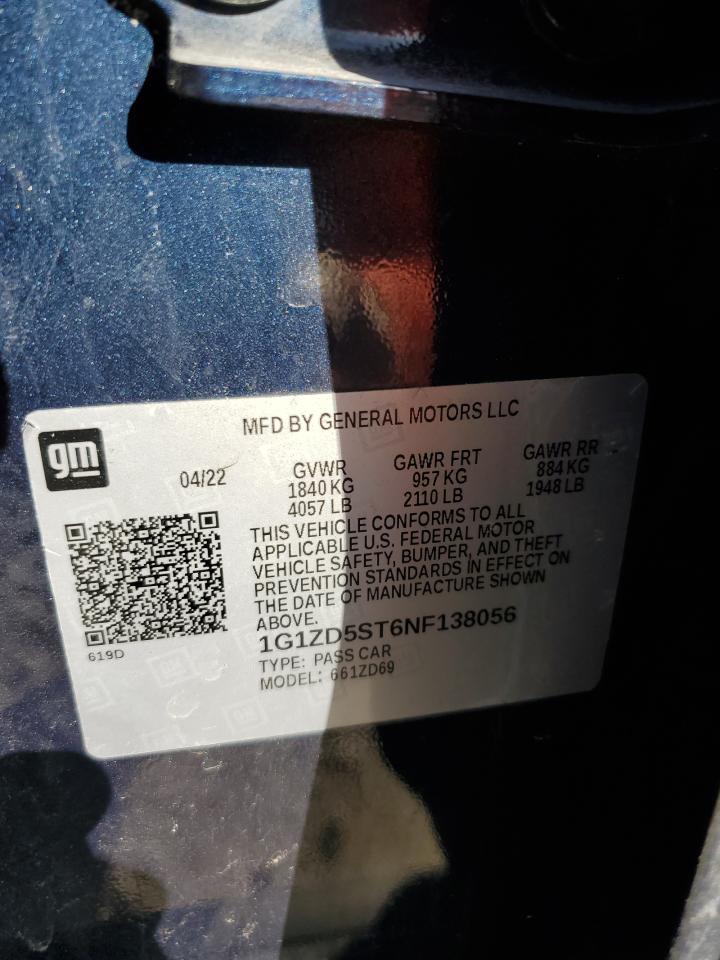 MFD BY GENERAL MOTORS LLC
gm
04/22
GVWR
1840 KG
4057 LB
GAWR FRT
957 KG
2110 LB
GAWR RR
884 KG
1948 LB
THIS VEHICLE CONFORMS TO ALL
APPLICABLE U.S. FEDERAL MOTOR
VEHICLE SAFETY, BUMPER, AND THEFT
PREVENTION STANDARDS IN EFFECT ON
THE DATE OF MANUFACTURE SHOWN
ABOVE.
1G1ZD5ST6NF138056
TYPE: PASS CAR
MODEL: 661ZD69
619D